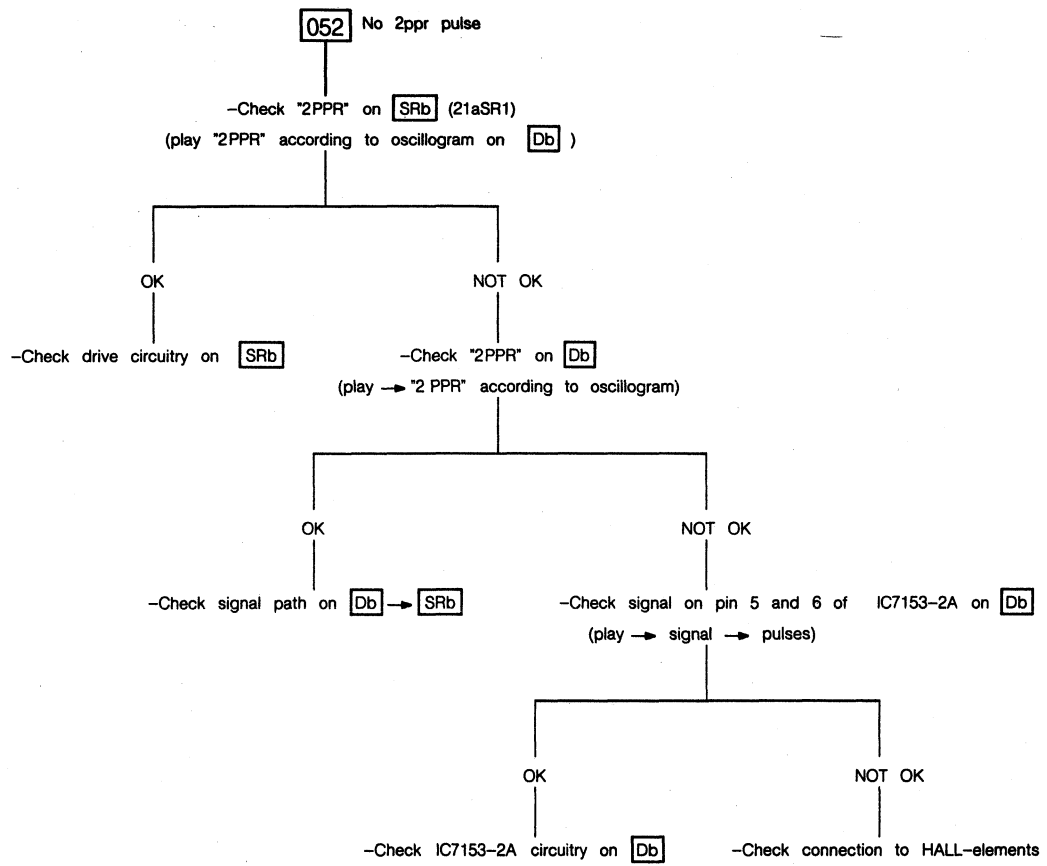 052 No 2ppr pulse
-Check "2PPR" on SRb (21aSR1)
(play "2PPR" according to oscillogram on Db )
OK
NOT OK
-Check drive circuitry on SRb
-Check "2PPR" on Db
(play → "2 PPR" according to oscillogram)
OK
NOT OK
-Check signal path on Db → SRb
-Check signal on pin 5 and 6 of IC7153-2A on Db
(play → signal → pulses)
OK
NOT OK
-Check IC7153-2A circuitry on Db
-Check connection to HALL-elements